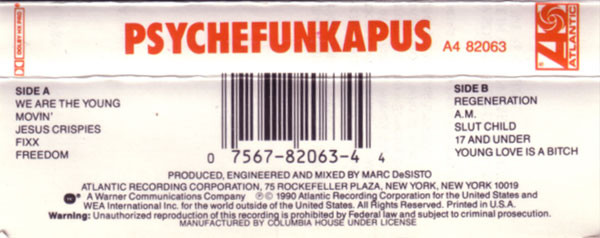 DOLBY HX PRO
PSYCHEFUNKAPUS A4 82063
ATLANTIC
SIDE A
WE ARE THE YOUNG
MOVIN'
JESUS CRISPIES
FIXX
FREEDOM
SIDE B
REGENERATION
A.M.
SLUT CHILD
17 AND UNDER
YOUNG LOVE IS A BITCH
0 7567-82063-4 4
PRODUCED, ENGINEERED AND MIXED BY MARC DeSISTO
ATLANTIC RECORDING CORPORATION, 75 ROCKEFELLER PLAZA, NEW YORK, NEW YORK 10019
A Warner Communications Company ℗© 1990 Atlantic Recording Corporation for the United States and
WEA International Inc. for the world outside of the United States. All Rights Reserved. Printed in U.S.A.
Warning: Unauthorized reproduction of this recording is prohibited by Federal law and subject to criminal prosecution.
MANUFACTURED BY COLUMBIA HOUSE UNDER LICENSE